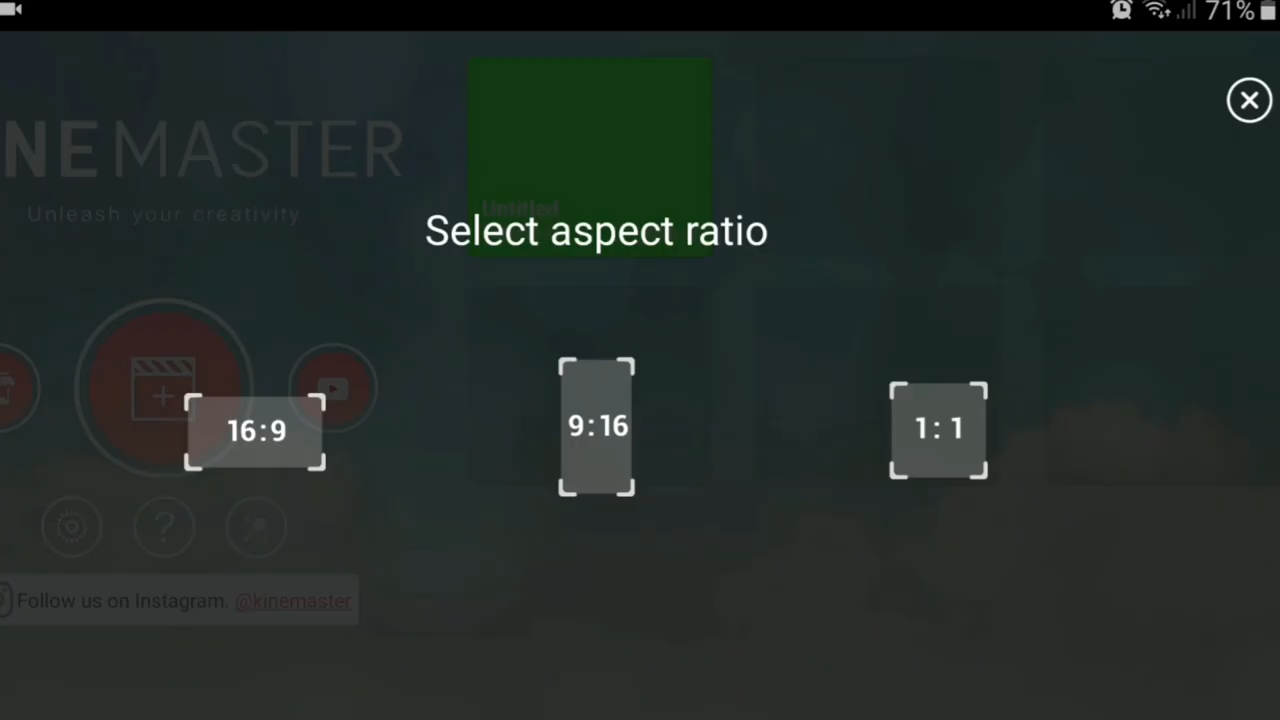 71%
NEMASTER
Unleash your creativity
Untitled
Select aspect ratio
16:9
9:16
1:1
?
Follow us on Instagram. @kinemaster